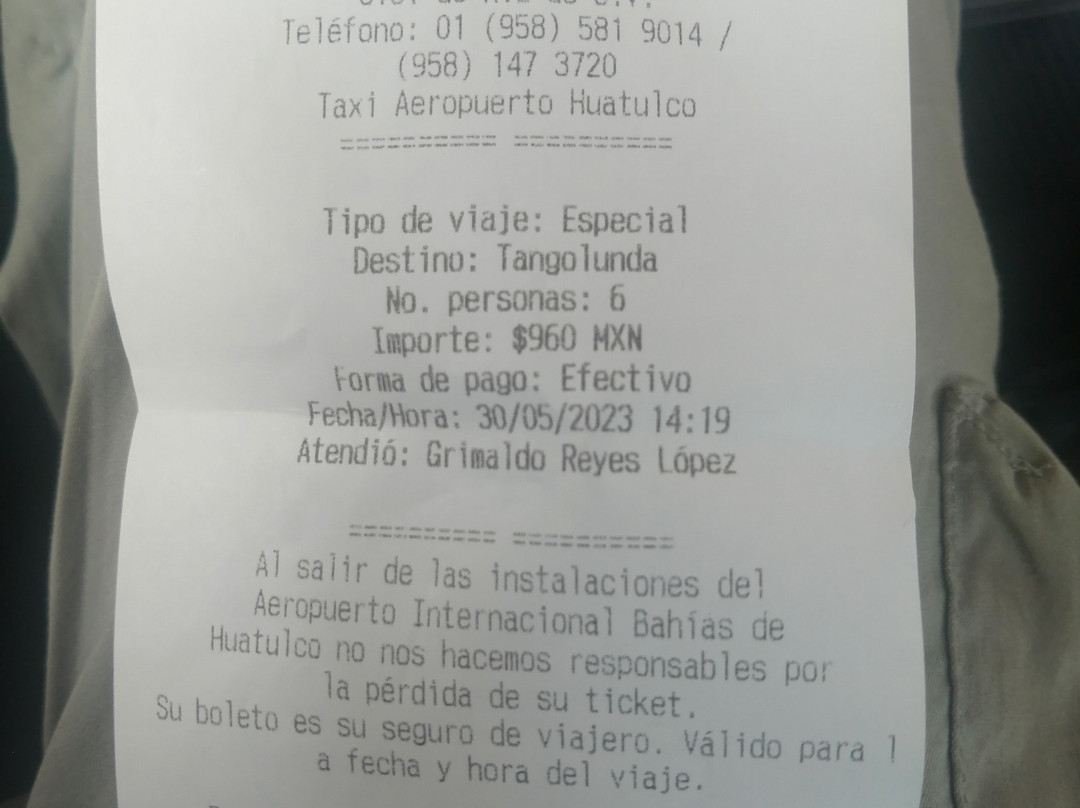 Teléfono: 01 (958) 581 9014 /
(958) 147 3720
Taxi Aeropuerto Huatulco
Tipo de viaje: Especial
Destino: Tangolunda
No. personas: 6
Importe: $960 MXN
Forma de pago: Efectivo
Fecha/Hora: 30/05/2023 14:19
Atendió: Grimaldo Reyes López
Al salir de las instalaciones del
Aeropuerto Internacional Bahías de
Huatulco no nos hacemos responsables por
la pérdida de su ticket.
Su boleto es su seguro de viajero. Válido para l
a fecha y hora del viaje.